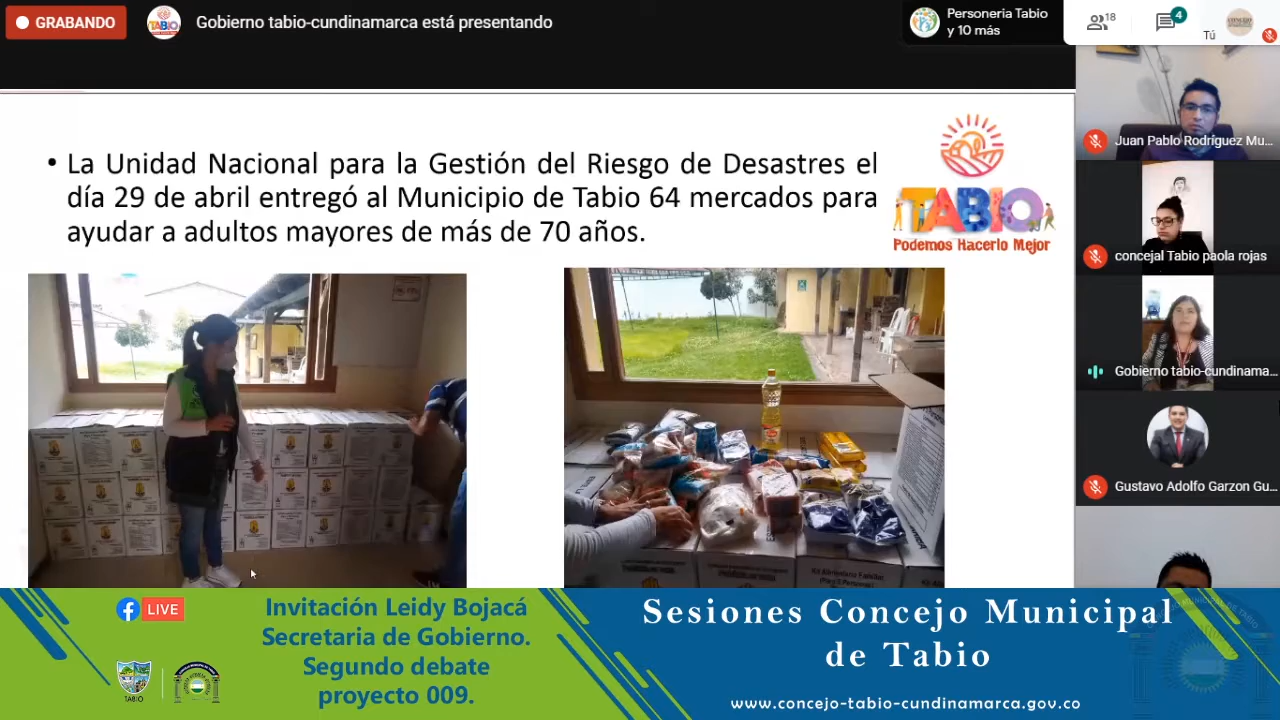 GRABANDO
Gobierno tabio-cundinamarca está presentando
Personeria Tabio
y 10 más
18
4
Tú
• La Unidad Nacional para la Gestión del Riesgo de Desastres el
día 29 de abril entregó al Municipio de Tabio 64 mercados para
ayudar a adultos mayores de más de 70 años.
TABIO
Podemos Hacerlo Mejor
Juan Pablo Rodríguez Mu...
concejal Tabio paola rojas
Gobierno tabio-cundinama...
Gustavo Adolfo Garzon Gu...
Kit Alimentario Familiar
LIVE
TABIO
Invitación Leidy Bojacá
Secretaria de Gobierno.
Segundo debate
proyecto 009.
Sesiones Concejo Municipal
de Tabio
www.concejo-tabio-cundinamarca.gov.co